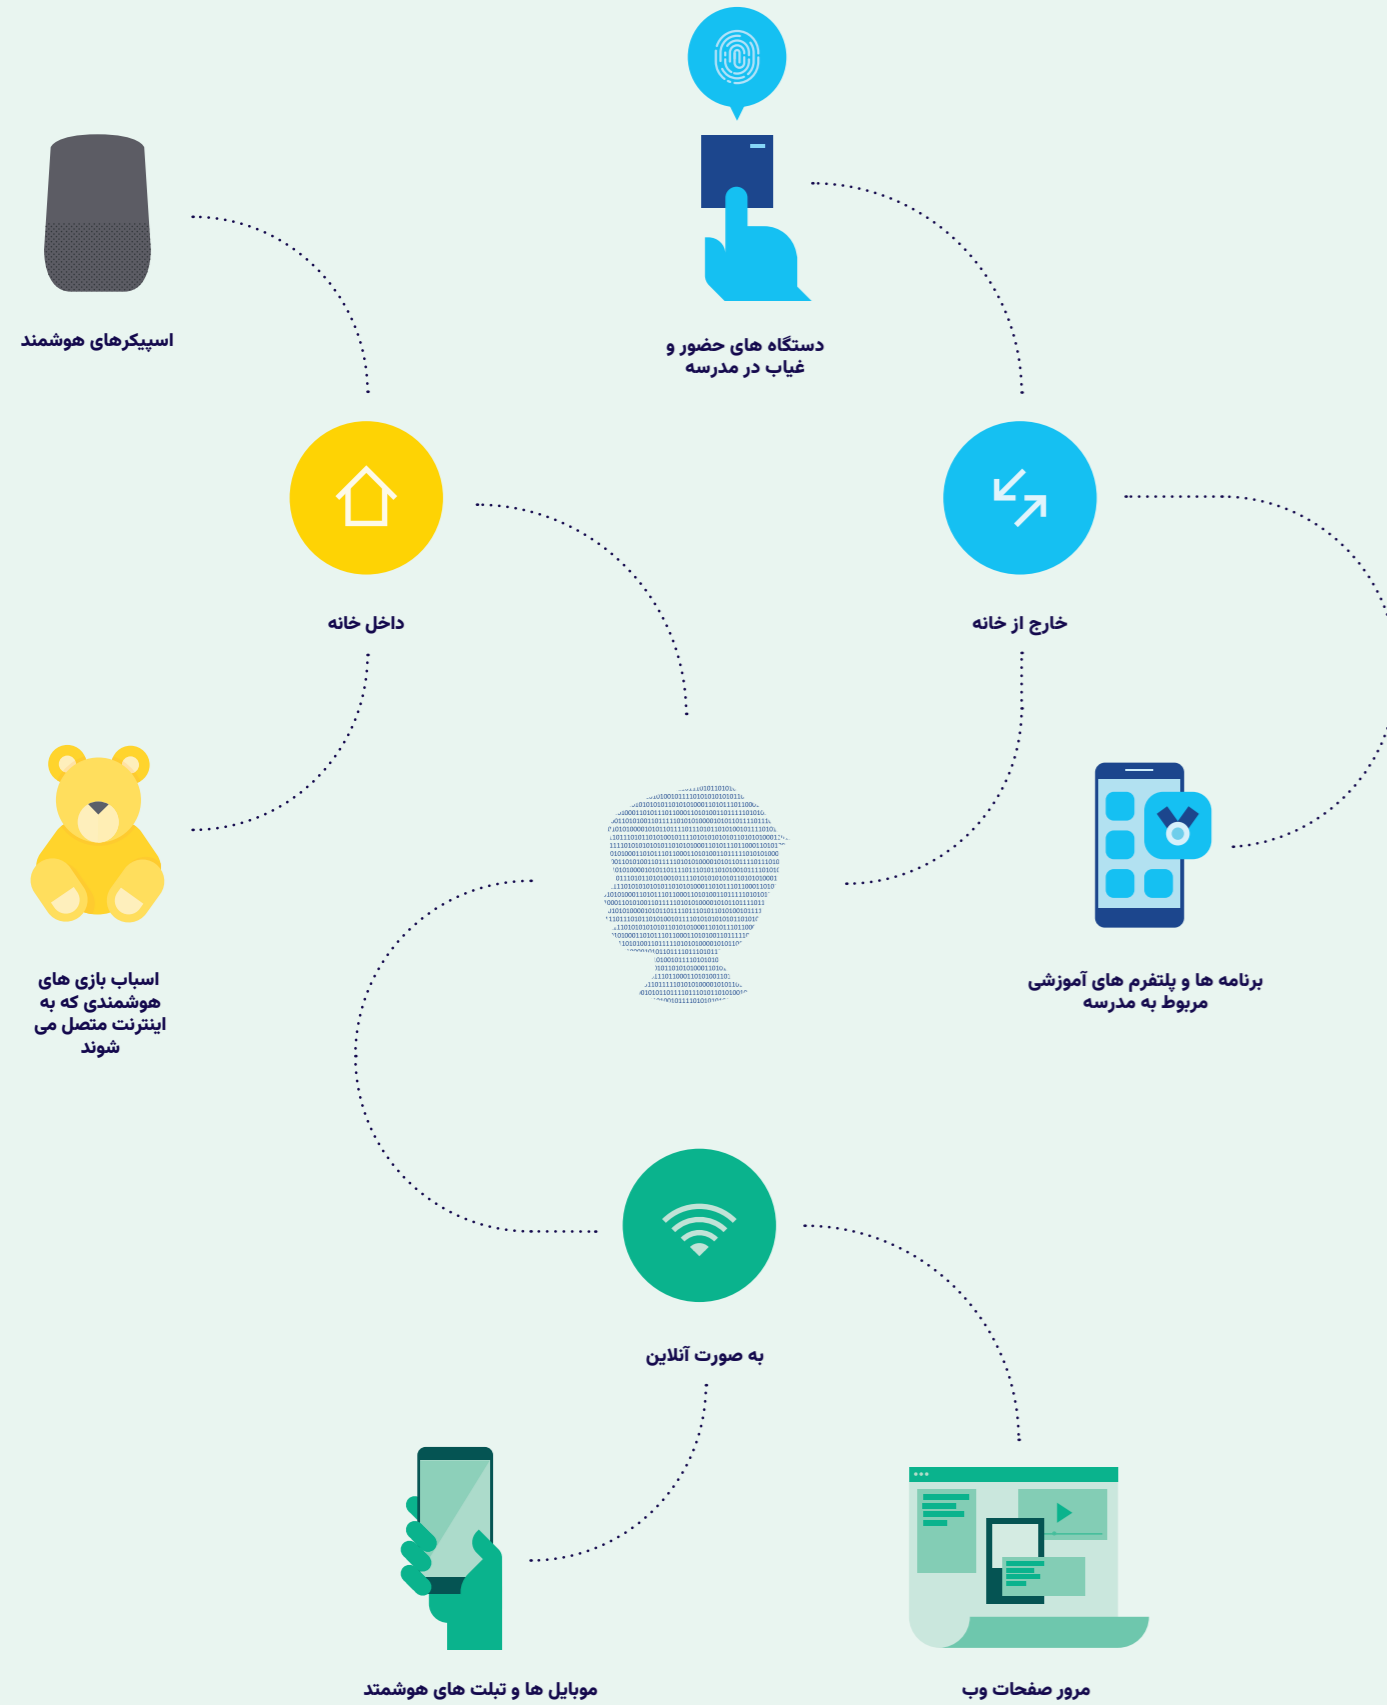 اسپیکرهای هوشمند
دستگاه های حضور و
غیاب در مدرسه
داخل خانه
خارج از خانه
اسباب بازی های
هوشمندی که به
اینترنت متصل می
شوند
برنامه ها و پلتفرم های آموزشی
مربوط به مدرسه
به صورت آنلاین
موبایل ها و تبلت های هوشمتد
مرور صفحات وب